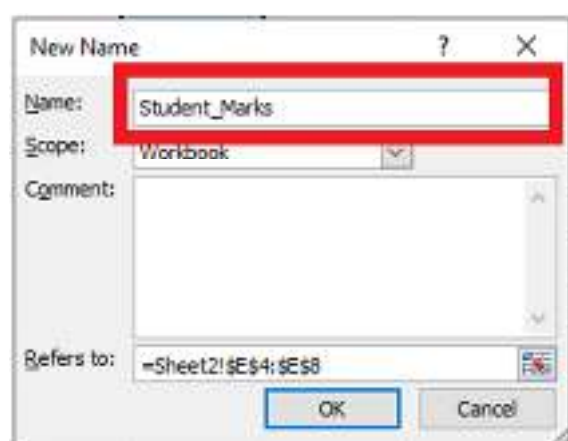 New Name ? ×
Name: Student_Marks
Scope: Workbook
Comment:
Refers to: =Sheet2!$E$4:$E$8
OK Cancel